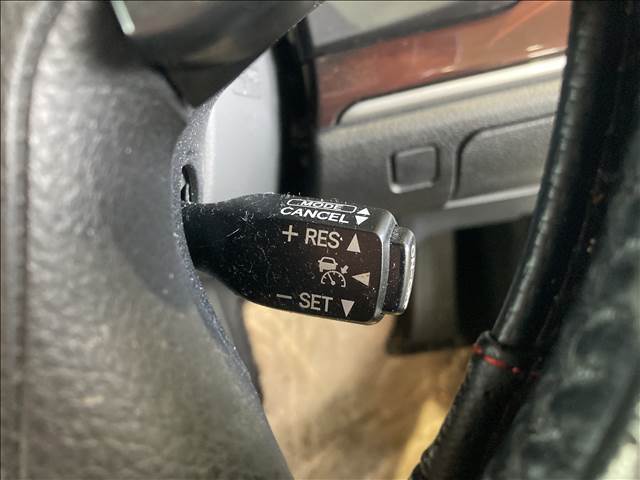 MODE
CANCEL
+ RES
– SET